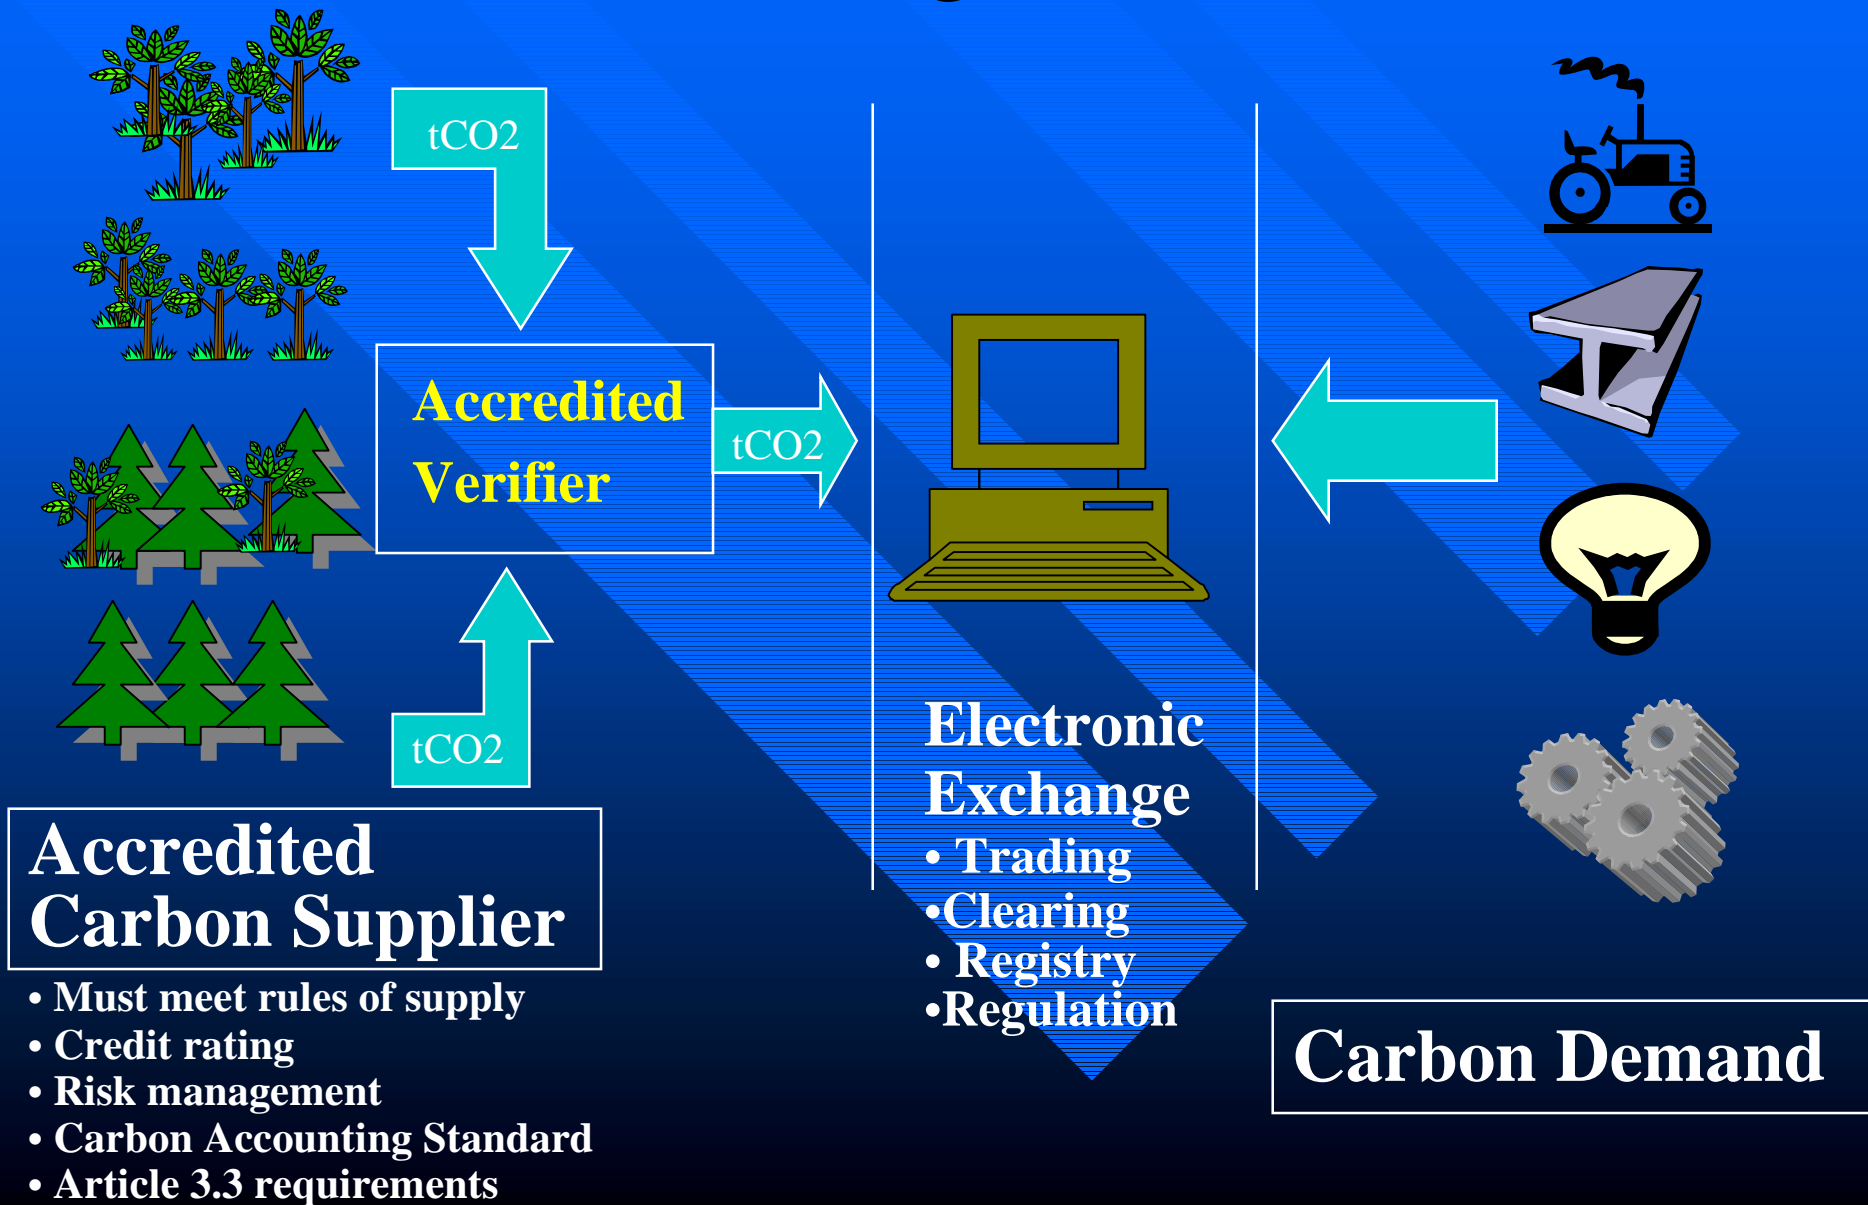 tCO2
Accredited
Verifier
tCO2
tCO2
Accredited
Carbon Supplier
• Must meet rules of supply
• Credit rating
• Risk management
• Carbon Accounting Standard
• Article 3.3 requirements
Electronic
Exchange
• Trading
•Clearing
• Registry
•Regulation
Carbon Demand